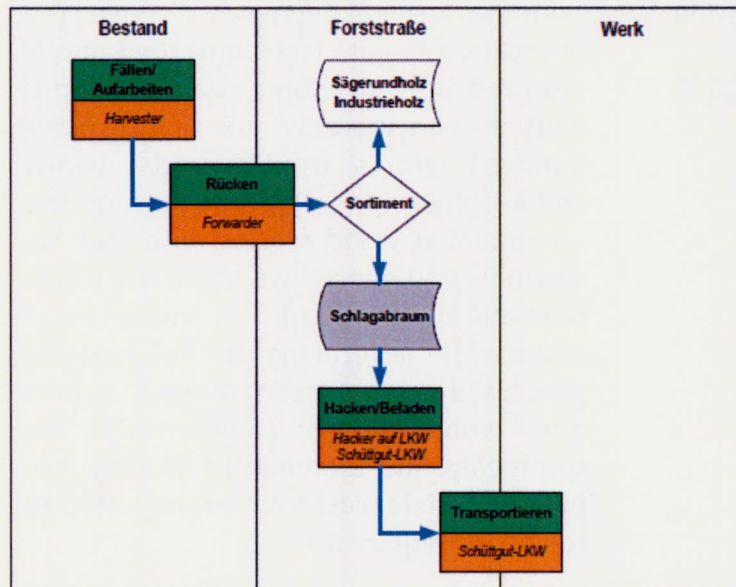 Bestand
Forststraße
Werk
Fällen/
Aufarbeiten
Harvester
Sägerundholz
Industrieholz
Rücken
Forwarder
Sortiment
Schlagabraum
Hacken/Beladen
Hacker auf LKW
Schüttgut-LKW
Transportieren
Schüttgut-LKW